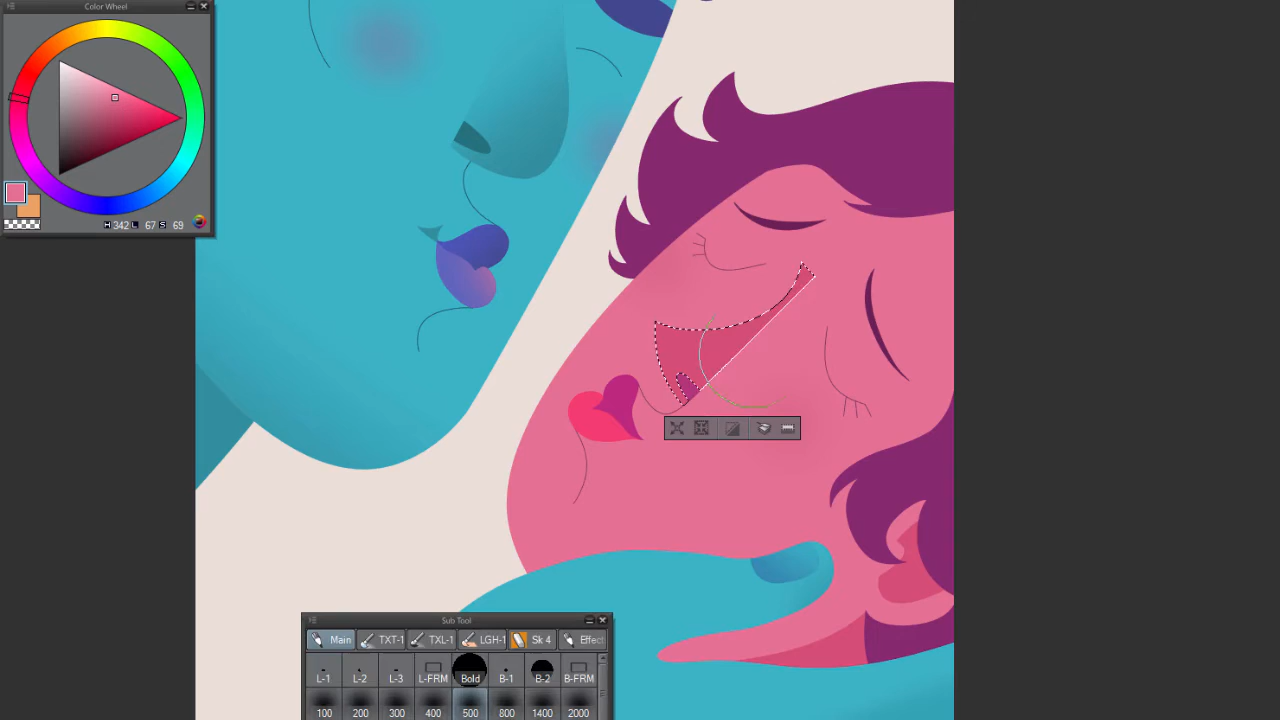 Color Wheel
H 342 L 67 S 69
Sub Tool
Main TXT-1 TXL-1 LGH-1 Sk 4 Effect
L-1 L-2 L-3 L-FRM Bold B-1 B-2 B-FRM
100 200 300 400 500 800 1400 2000